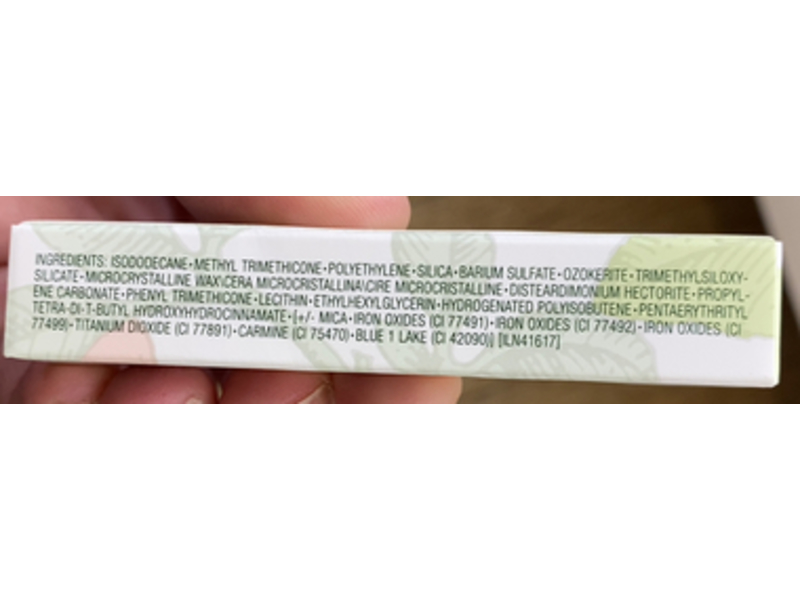 INGREDIENTS: ISODODECANE•METHYL TRIMETHICONE•POLYETHYLENE•SILICA•BARIUM SULFATE•OZOKERITE•TRIMETHYLSILOXY-
SILICATE•MICROCRYSTALLINE WAX\CERA MICROCRISTALLINA\CIRE MICROCRISTALLINE•DISTEARDIMONIUM HECTORITE•PROPYL-
ENE CARBONATE•PHENYL TRIMETHICONE•LECITHIN•ETHYLHEXYLGLYCERIN•HYDROGENATED POLYISOBUTENE•PENTAERYTHRITYL
TETRA-DI-T-BUTYL HYDROXYHYDROCINNAMATE•[+/- MICA•IRON OXIDES (CI 77491)•IRON OXIDES (CI 77492)•IRON OXIDES (CI
77499)•TITANIUM DIOXIDE (CI 77891)•CARMINE (CI 75470)•BLUE 1 LAKE (CI 42090)] [ILN41617]